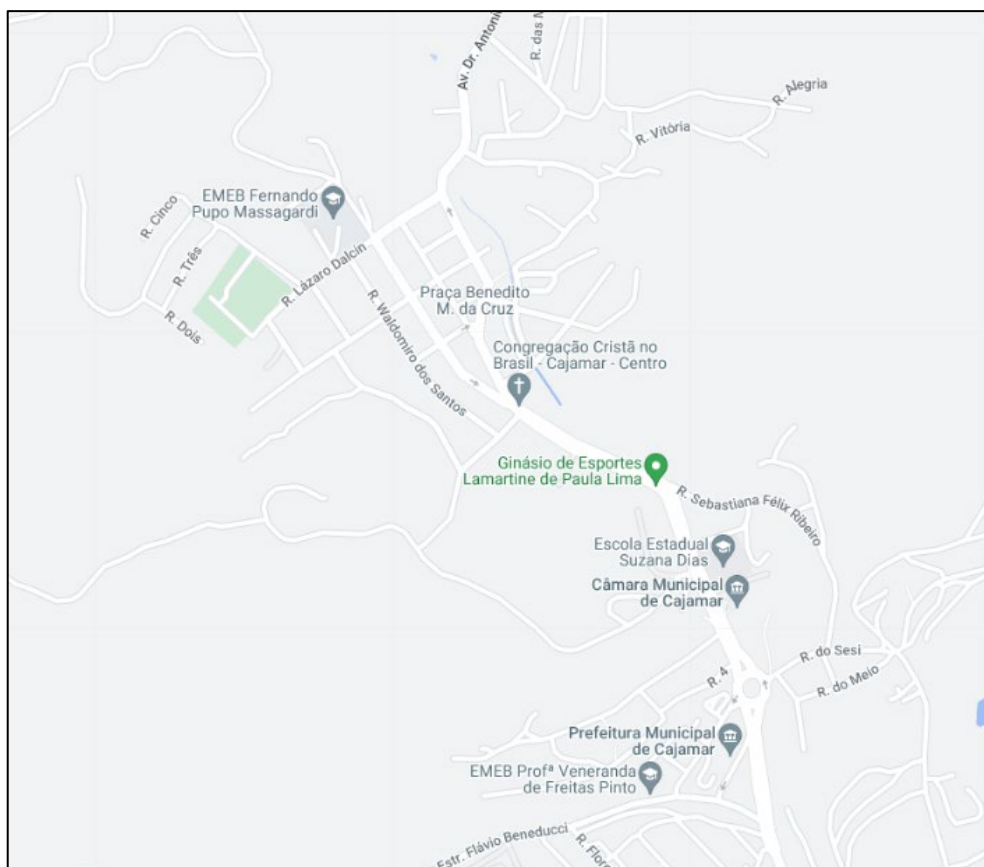 Av. Dr. Antonio
R. das M
R. Alegria
R. Vitória
EMEB Fernando
Pupo Massagardi
R. Cinco
R. Três
R. Lázaro Dalcin
R. Dois
Praça Benedito
M. da Cruz
R. Waldomiro dos Santos
Congregação Cristã no
Brasil - Cajamar - Centro
Ginásio de Esportes
Lamartine de Paula Lima
R. Sebastiana Félix Ribeiro
Escola Estadual
Suzana Dias
Câmara Municipal
de Cajamar
R. do Sesi
R. 4
R. do Meio
Prefeitura Municipal
de Cajamar
EMEB Profª Veneranda
de Freitas Pinto
Estr. Flávio Beneducci
R. Flore